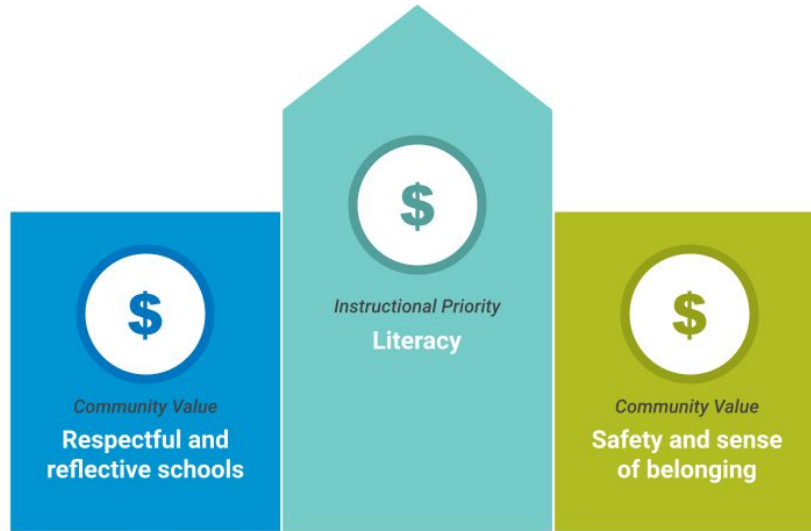 $
Community Value
Respectful and
reflective schools
$
Instructional Priority
Literacy
$
Community Value
Safety and sense
of belonging